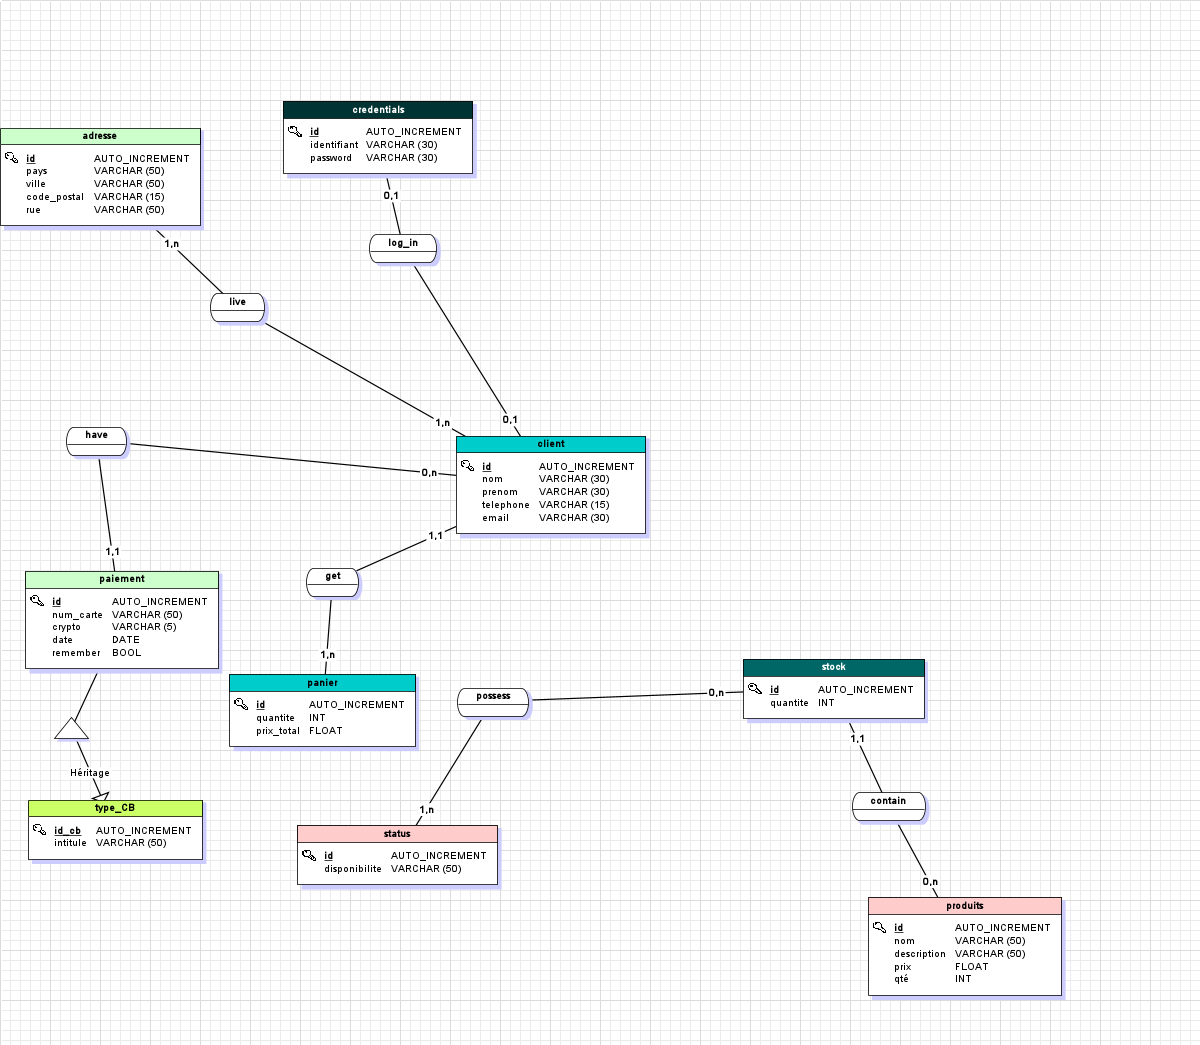 credentials
id AUTO_INCREMENT
identifiant VARCHAR (30)
password VARCHAR (30)
adresse
id AUTO_INCREMENT
pays VARCHAR (50)
ville VARCHAR (50)
code_postal VARCHAR (15)
rue VARCHAR (50)
0,1
log_in
1,n
live
0,1
1,n
client
id AUTO_INCREMENT
nom VARCHAR (30)
prenom VARCHAR (30)
telephone VARCHAR (15)
email VARCHAR (30)
have
0,n
1,1
1,1
get
paiement
id AUTO_INCREMENT
num_carte VARCHAR (50)
crypto VARCHAR (5)
date DATE
remember BOOL
1,n
panier
id AUTO_INCREMENT
quantite INT
prix_total FLOAT
possess
0,n
stock
id AUTO_INCREMENT
quantite INT
1,1
Héritage
type_CB
id_cb AUTO_INCREMENT
intitule VARCHAR (50)
1,n
status
id AUTO_INCREMENT
disponibilite VARCHAR (50)
contain
0,n
produits
id AUTO_INCREMENT
nom VARCHAR (50)
description VARCHAR (50)
prix FLOAT
qté INT